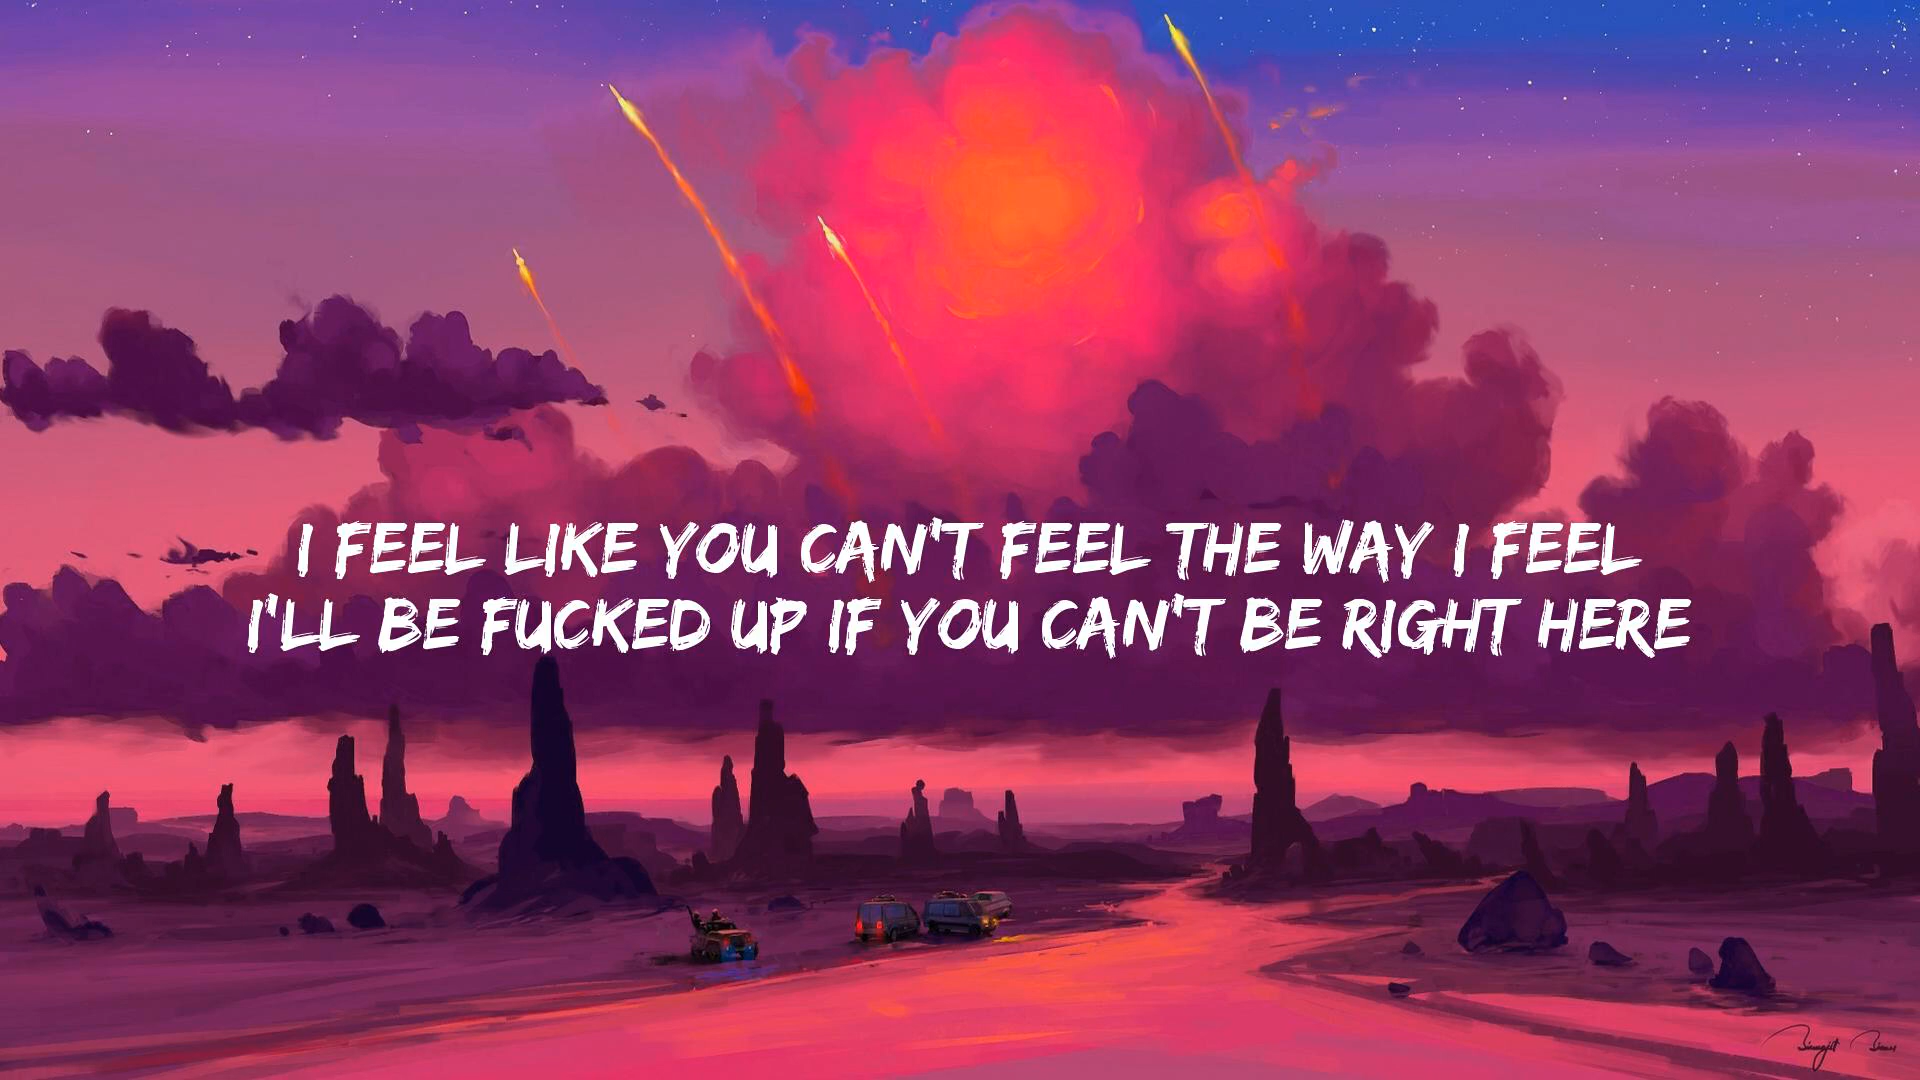 I FEEL LIKE YOU CAN'T FEEL THE WAY I FEEL
I'LL BE FUCKED UP IF YOU CAN'T BE RIGHT HERE